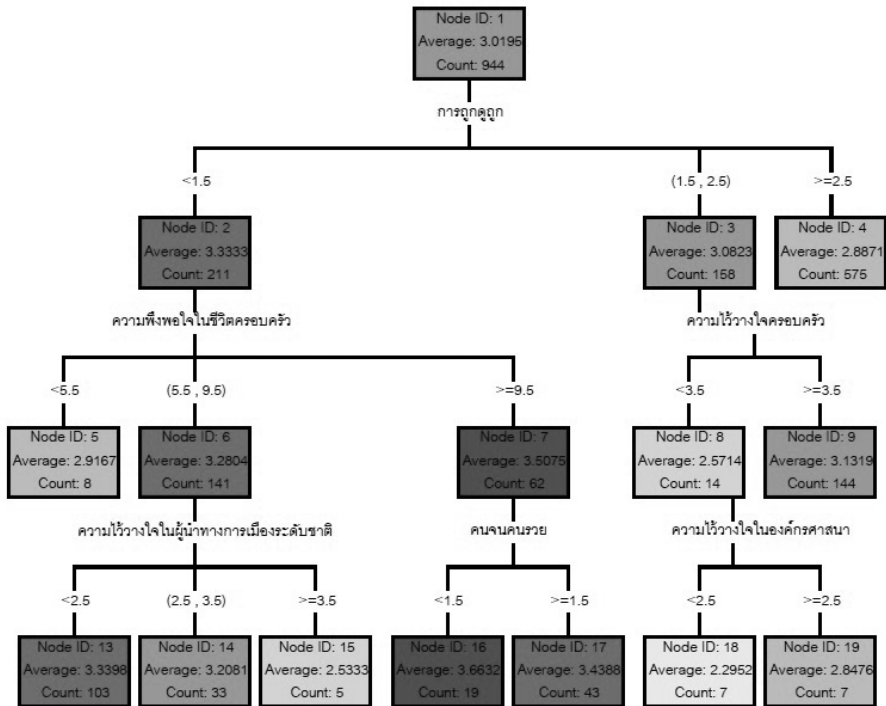 Node ID: 1
Average: 3.0195
Count: 944
การถูกดูถูก
<1.5
(1.5 , 2.5)
>=2.5
Node ID: 2
Average: 3.3333
Count: 211
Node ID: 3
Average: 3.0823
Count: 158
Node ID: 4
Average: 2.8871
Count: 575
ความพึงพอใจในชีวิตครอบครัว
ความไว้วางใจครอบครัว
<5.5
(5.5 , 9.5)
>=9.5
<3.5
>=3.5
Node ID: 5
Average: 2.9167
Count: 8
Node ID: 6
Average: 3.2804
Count: 141
Node ID: 7
Average: 3.5075
Count: 62
Node ID: 8
Average: 2.5714
Count: 14
Node ID: 9
Average: 3.1319
Count: 144
ความไว้วางใจในผู้นำทางการเมืองระดับชาติ
คนจนคนรวย
ความไว้วางใจในองค์กรศาสนา
<2.5
(2.5 , 3.5)
>=3.5
<1.5
>=1.5
<2.5
>=2.5
Node ID: 13
Average: 3.3398
Count: 103
Node ID: 14
Average: 3.2081
Count: 33
Node ID: 15
Average: 2.5333
Count: 5
Node ID: 16
Average: 3.6632
Count: 19
Node ID: 17
Average: 3.4388
Count: 43
Node ID: 18
Average: 2.2952
Count: 7
Node ID: 19
Average: 2.8476
Count: 7